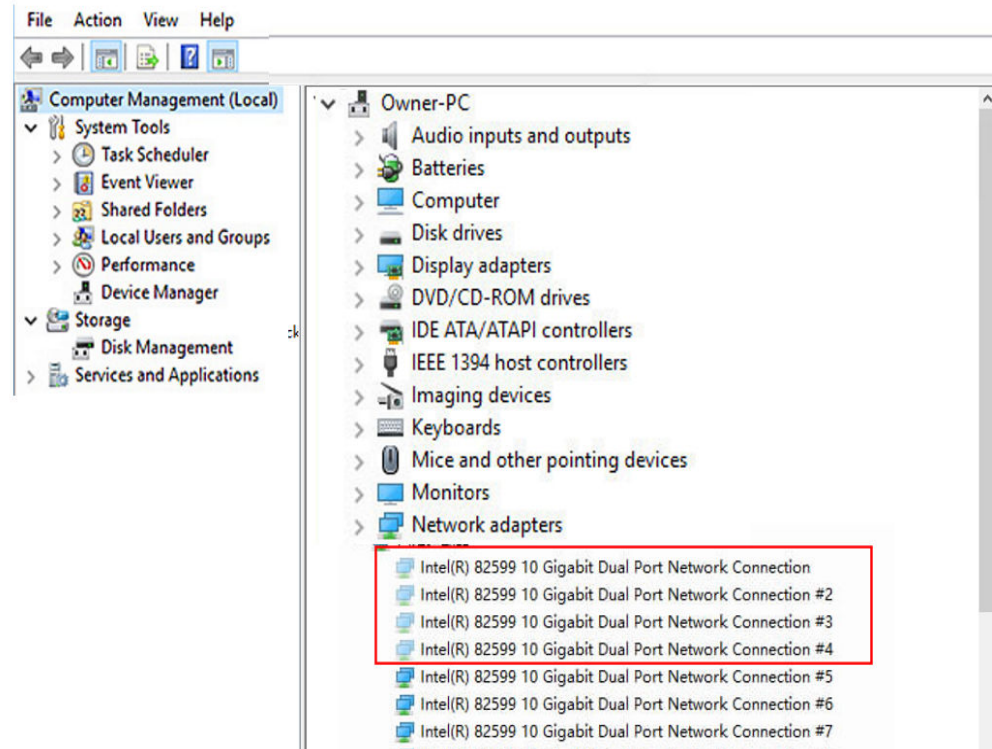 File Action View Help
Computer Management (Local)
System Tools
Task Scheduler
Event Viewer
Shared Folders
Local Users and Groups
Performance
Device Manager
Storage
Disk Management
Services and Applications
Owner-PC
Audio inputs and outputs
Batteries
Computer
Disk drives
Display adapters
DVD/CD-ROM drives
IDE ATA/ATAPI controllers
IEEE 1394 host controllers
Imaging devices
Keyboards
Mice and other pointing devices
Monitors
Network adapters
Intel(R) 82599 10 Gigabit Dual Port Network Connection
Intel(R) 82599 10 Gigabit Dual Port Network Connection #2
Intel(R) 82599 10 Gigabit Dual Port Network Connection #3
Intel(R) 82599 10 Gigabit Dual Port Network Connection #4
Intel(R) 82599 10 Gigabit Dual Port Network Connection #5
Intel(R) 82599 10 Gigabit Dual Port Network Connection #6
Intel(R) 82599 10 Gigabit Dual Port Network Connection #7